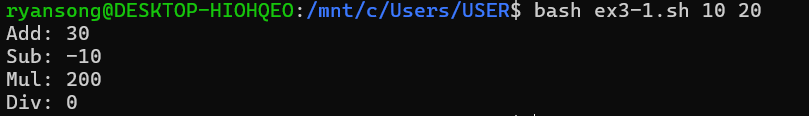 ryansong@DESKTOP-HIOHQEO:/mnt/c/Users/USER$ bash ex3-1.sh 10 20
Add: 30
Sub: -10
Mul: 200
Div: 0